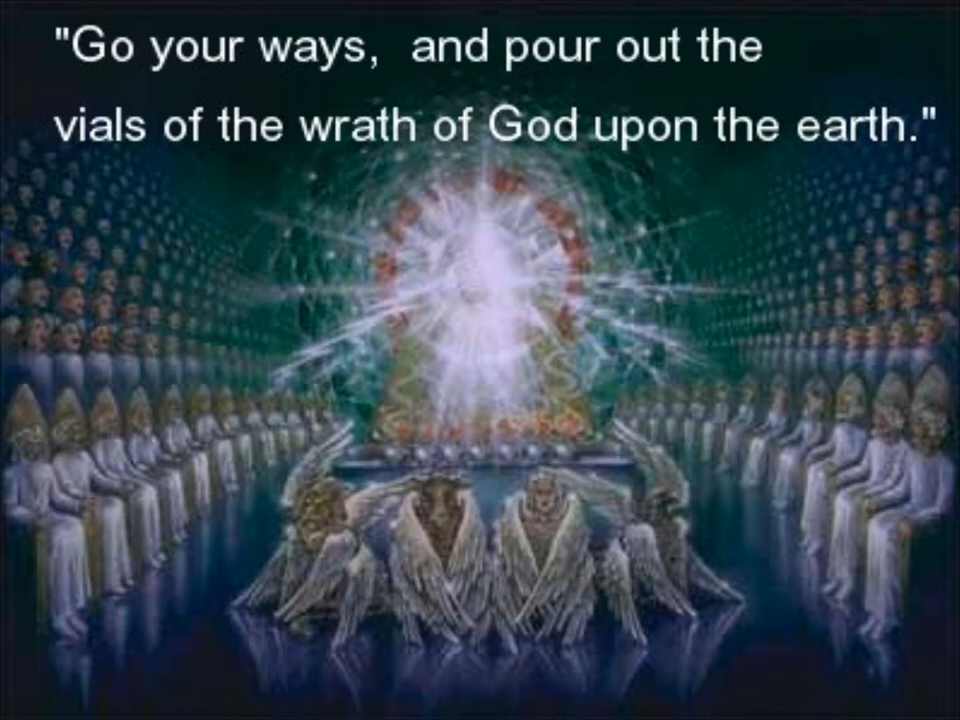 "Go your ways,  and pour out the
vials of the wrath of God upon the earth."